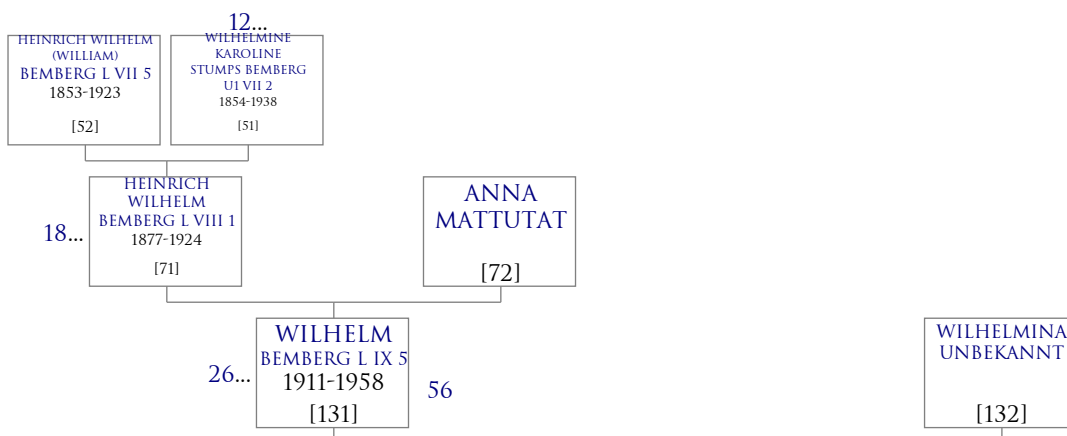 12...
HEINRICH WILHELM
(WILLIAM)
BEMBERG L VII 5
1853-1923
[52]
WILHELMINE
KAROLINE
STUMPS BEMBERG
U1 VII 2
1854-1938
[51]
18...
HEINRICH
WILHELM
BEMBERG L VIII 1
1877-1924
[71]
ANNA
MATTUTAT
[72]
26...
WILHELM
BEMBERG L IX 5
1911-1958
[131]
56
WILHELMINA
UNBEKANNT
[132]